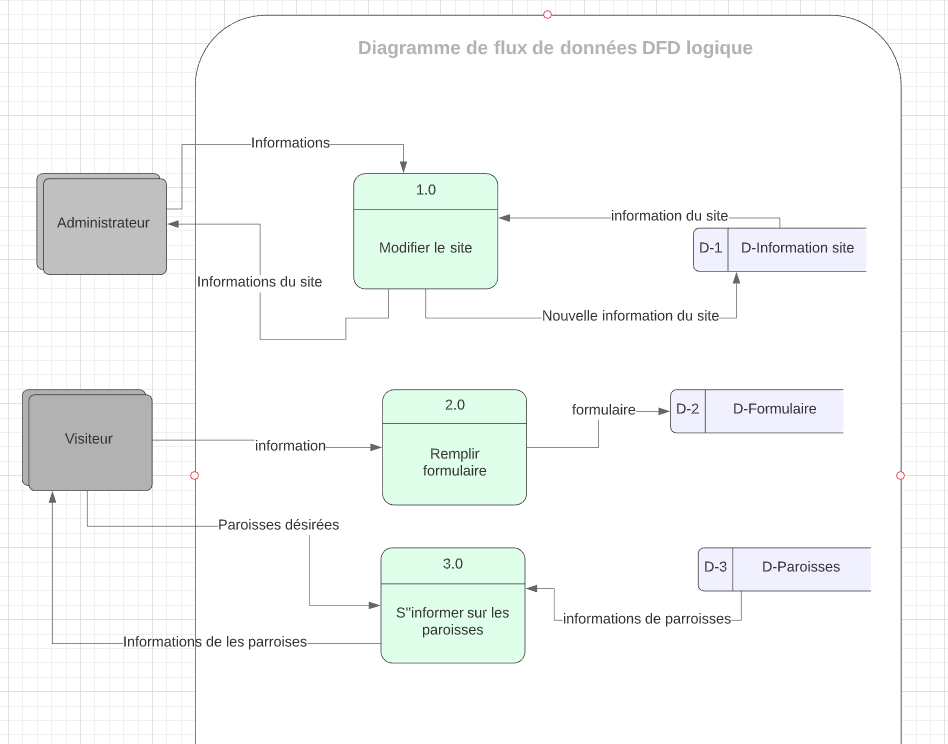 Diagramme de flux de données DFD logique
Informations
1.0
Administrateur
Modifier le site
information du site
D-1
D-Information site
Informations du site
Nouvelle information du site
Visiteur
information
2.0
Remplir
formulaire
formulaire
D-2
D-Formulaire
Paroisses désirées
3.0
S"informer sur les
paroisses
D-3
D-Paroisses
informations de parroisses
Informations de les parroises